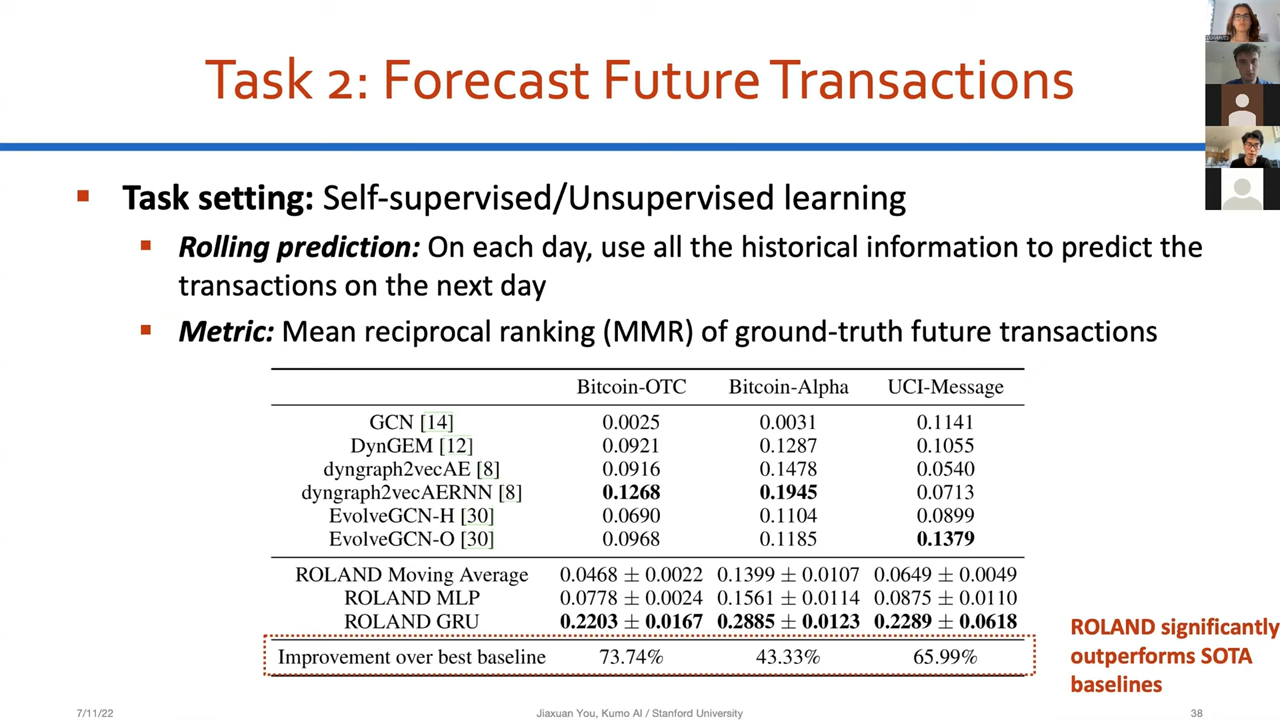 Task 2: Forecast Future Transactions
Task setting: Self-supervised/Unsupervised learning
Rolling prediction: On each day, use all the historical information to predict the
transactions on the next day
Metric: Mean reciprocal ranking (MMR) of ground-truth future transactions
Bitcoin-OTC Bitcoin-Alpha UCI-Message
GCN [14] 0.0025 0.0031 0.1141
DynGEM [12] 0.0921 0.1287 0.1055
dyngraph2vecAE [8] 0.0916 0.1478 0.0540
dyngraph2vecAERNN [8] 0.1268 0.1945 0.0713
EvolveGCN-H [30] 0.0690 0.1104 0.0899
EvolveGCN-O [30] 0.0968 0.1185 0.1379
ROLAND Moving Average 0.0468 ± 0.0022 0.1399 ± 0.0107 0.0649 ± 0.0049
ROLAND MLP 0.0778 ± 0.0024 0.1561 ± 0.0114 0.0875 ± 0.0110
ROLAND GRU 0.2203 ± 0.0167 0.2885 ± 0.0123 0.2289 ± 0.0618
Improvement over best baseline 73.74% 43.33% 65.99%
ROLAND significantly
outperforms SOTA
baselines
7/11/22 Jiaxuan You, Kumo AI / Stanford University 38